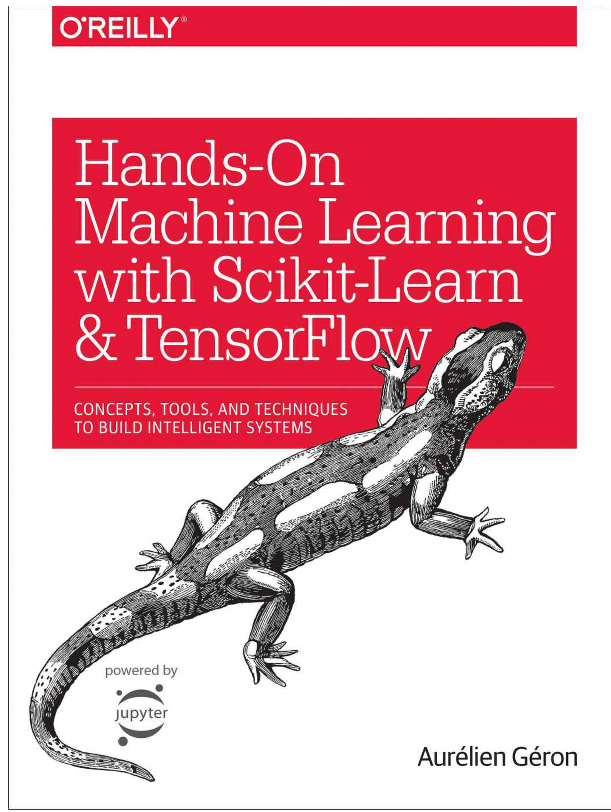 O'REILLY®
Hands-On
Machine Learning
with Scikit-Learn
& TensorFlow
CONCEPTS, TOOLS, AND TECHNIQUES
TO BUILD INTELLIGENT SYSTEMS
powered by
jupyter
Aurélien Géron